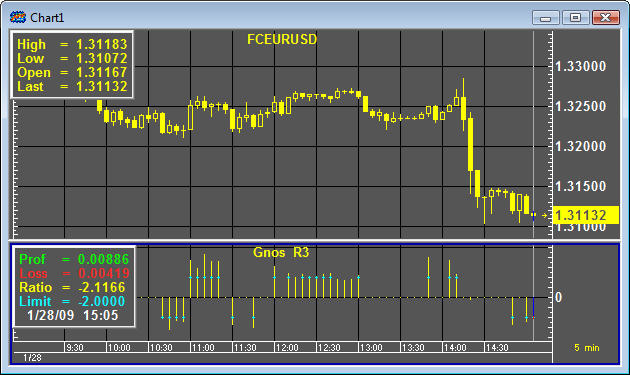 Chart1
FCEURUSD
High = 1.31183
Low = 1.31072
Open = 1.31167
Last = 1.31132
1.33000
1.32500
1.32000
1.31500
1.31132
1.31000
Gnos R3
Prof = 0.00886
Loss = 0.00419
Ratio = -2.1166
Limit = -2.0000
1/28/09 15:05
0
9:30 10:00 10:30 11:00 11:30 12:00 12:30 13:00 13:30 14:00 14:30 5 min
1/28